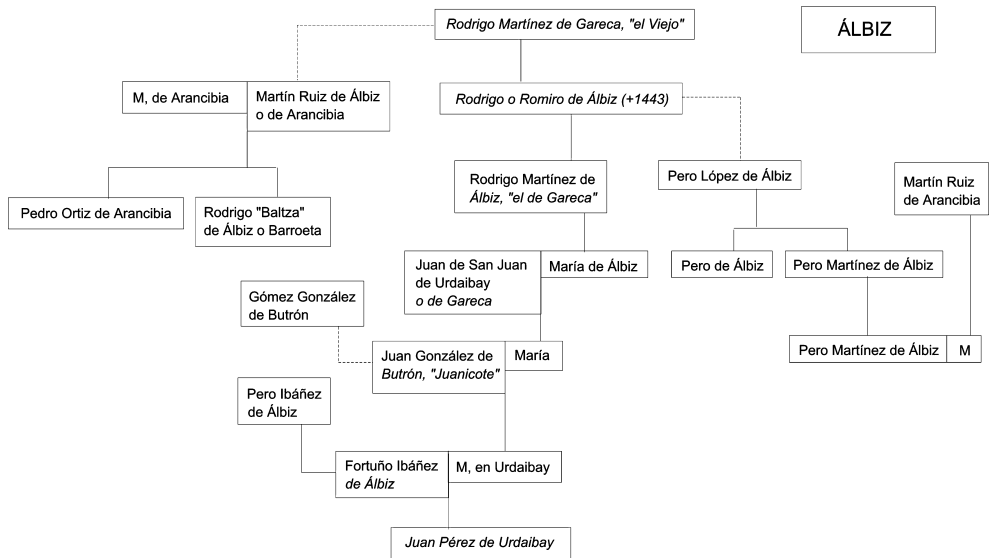 Rodrigo Martínez de Gareca, "el Viejo"
ÁLBIZ
M, de Arancibia
Martín Ruiz de Álbiz
o de Arancibia
Rodrigo o Romiro de Álbiz (+1443)
Pedro Ortiz de Arancibia
Rodrigo "Baltza"
de Álbiz o Barroeta
Rodrigo Martínez de
Álbiz, "el de Gareca"
Pero López de Álbiz
Martín Ruiz
de Arancibia
Juan de San Juan
de Urdaibay
o de Gareca
María de Álbiz
Pero de Álbiz
Pero Martínez de Álbiz
Gómez González
de Butrón
Juan González de
Butrón, "Juanicote"
María
Pero Martínez de Álbiz
M
Pero Ibáñez
de Álbiz
Fortuño Ibáñez
de Álbiz
M, en Urdaibay
Juan Pérez de Urdaibay